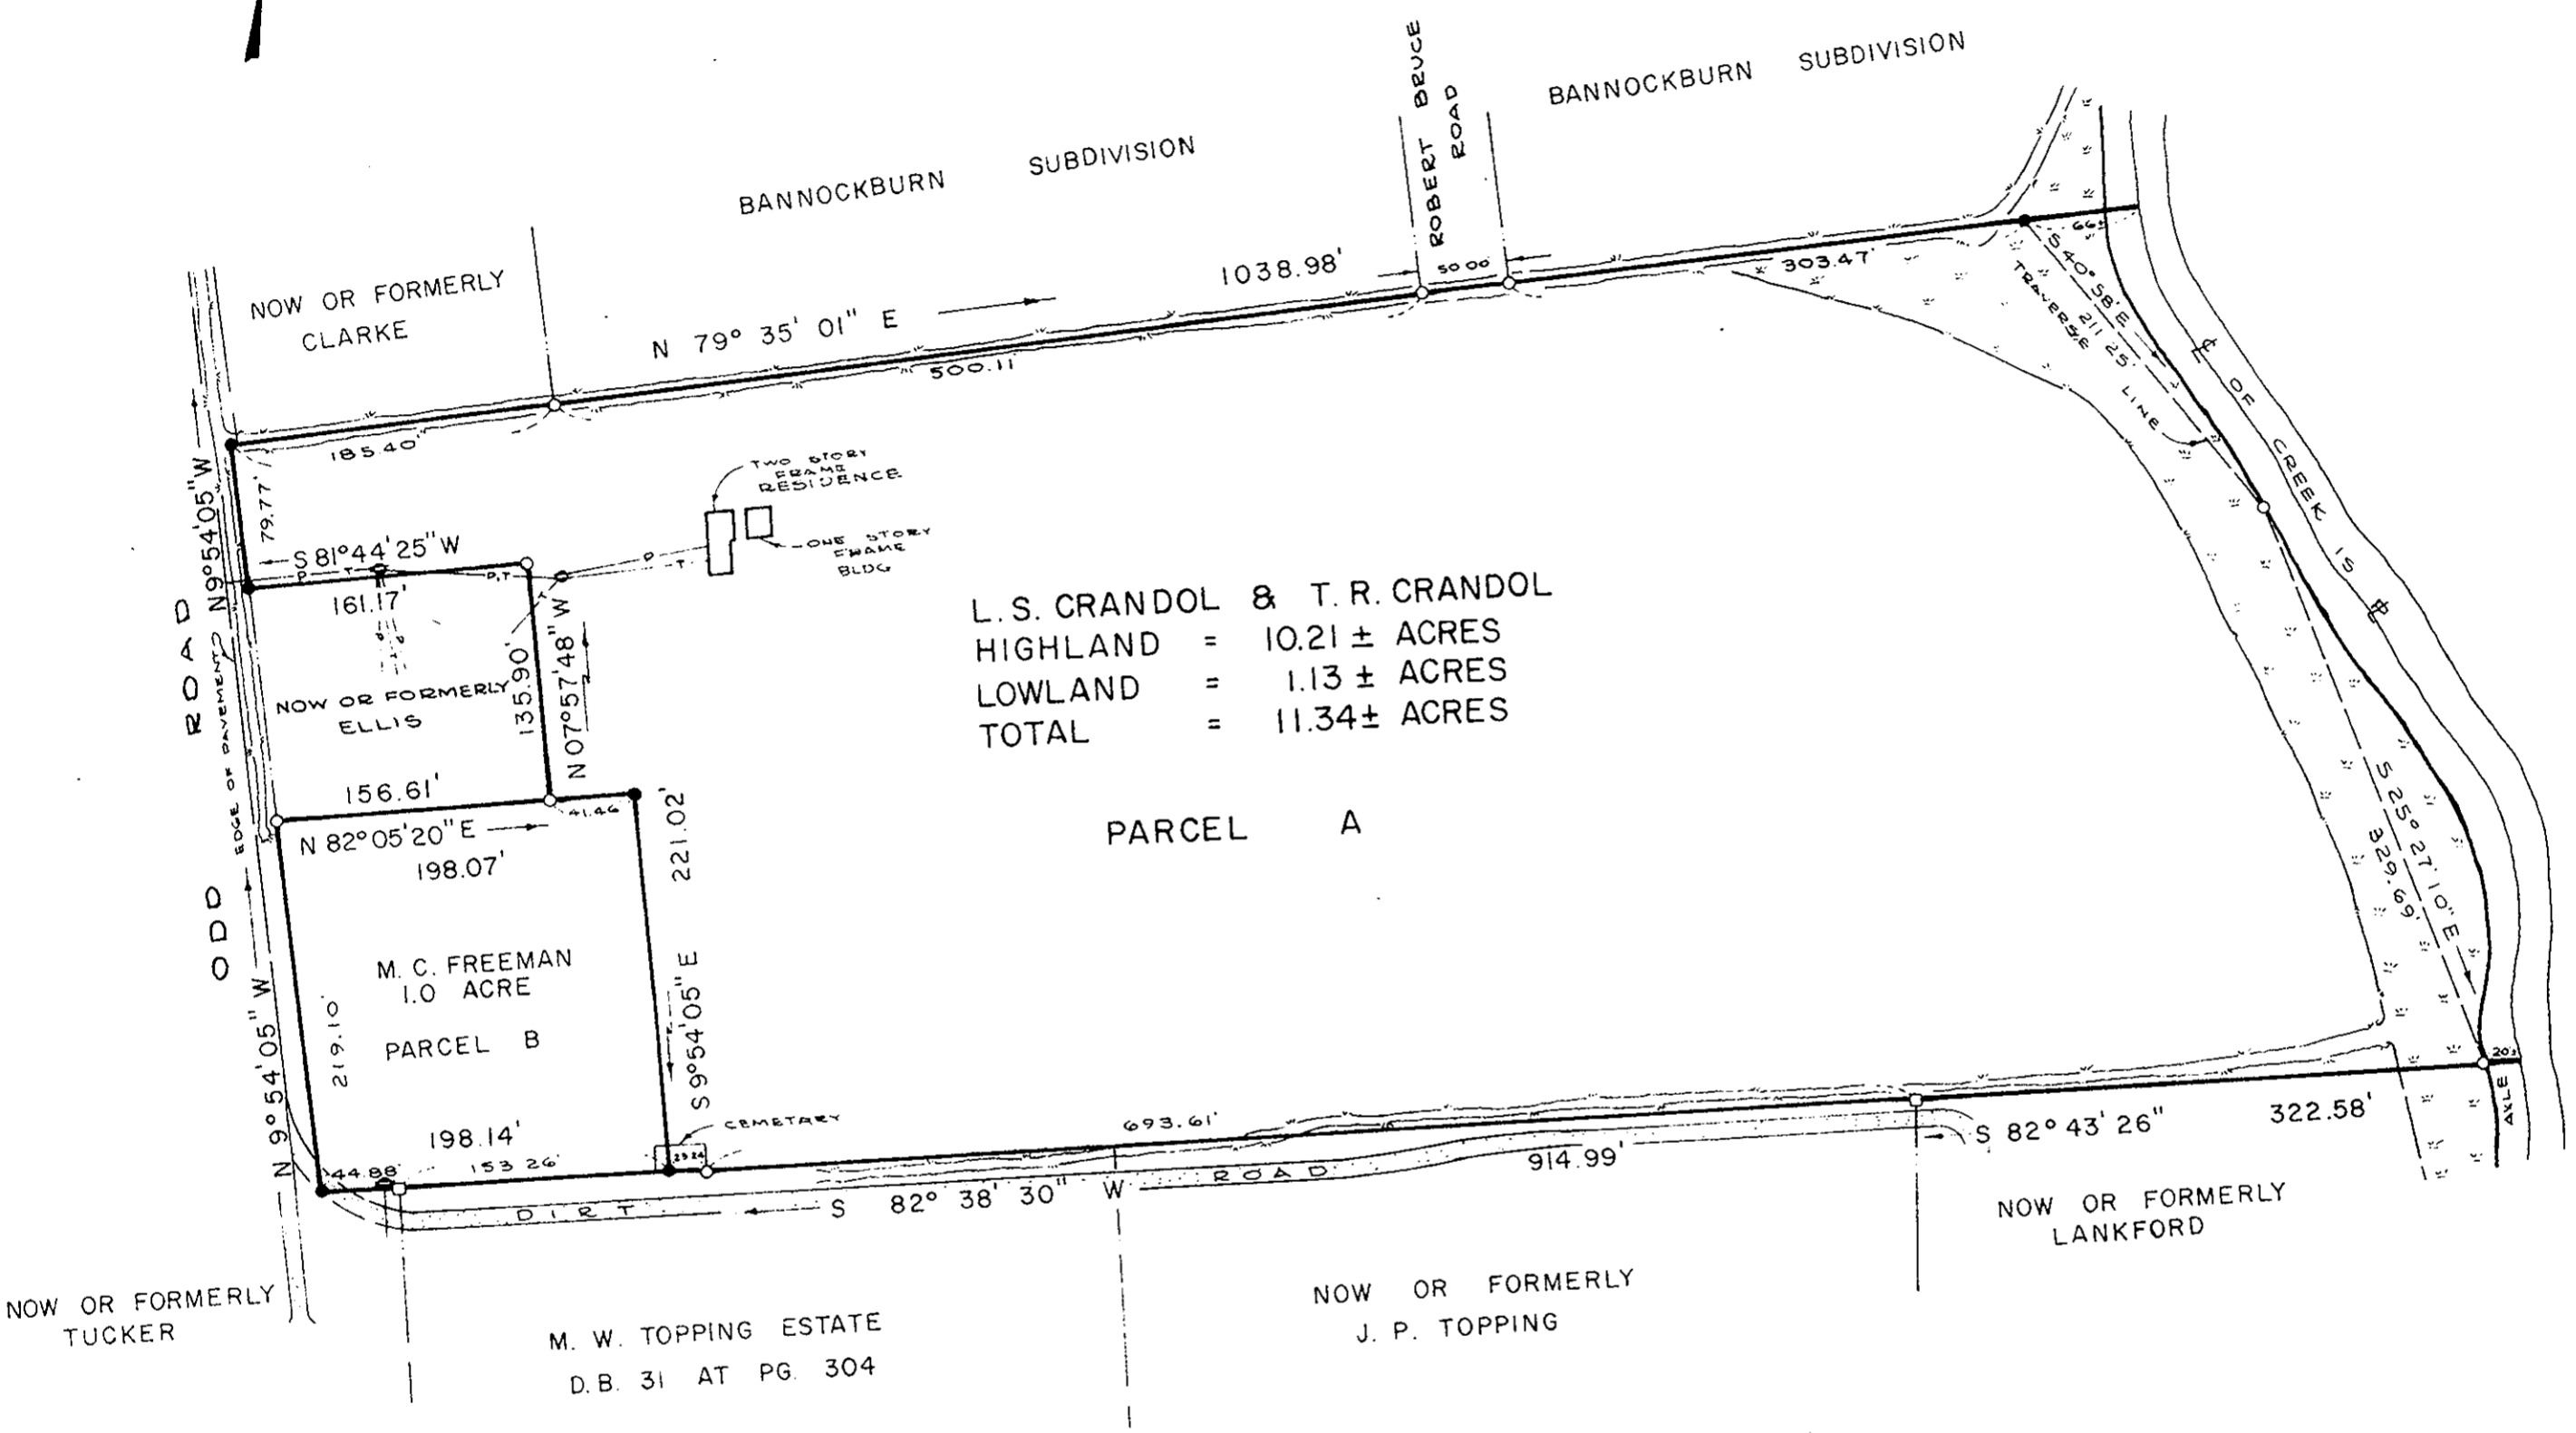 BANNOCKBURN SUBDIVISION
ROBERT BRUCE
ROAD
BANNOCKBURN SUBDIVISION
NOW OR FORMERLY
CLARKE
N 79° 35' 01" E
1038.98'
50.00'
303.47'
66±
500.11'
185.40'
S 40° 58' E
211.25'
TRAVERSE LINE
℄ OF CREEK IS ⅊
TWO STORY
FRAME
RESIDENCE
ONE STORY
FRAME
BLDG
ODD ROAD
EDGE OF PAVEMENT
N 9° 54' 05" W
79.77'
S 81° 44' 25" W
P T P,T P T
161.17'
T
P P
NOW OR FORMERLY
ELLIS
135.90'
N 07° 57' 48" W
156.61'
41.46
N 82° 05' 20" E
198.07'
L.S. CRANDOL & T. R. CRANDOL
HIGHLAND = 10.21 ± ACRES
LOWLAND = 1.13 ± ACRES
TOTAL = 11.34± ACRES
PARCEL A
221.02'
S 9° 54' 05" E
M. C. FREEMAN
1.0 ACRE
PARCEL B
219.10'
N 9° 54' 05" W
198.14'
44.88'
153.26'
23.24
CEMETARY
693.61'
S 25° 27' 10" E
329.69'
20±
AXLE
DIRT ROAD
S 82° 38' 30" W
914.99'
S 82° 43' 26"
322.58'
NOW OR FORMERLY
TUCKER
M. W. TOPPING ESTATE
D.B. 31 AT PG. 304
NOW OR FORMERLY
J. P. TOPPING
NOW OR FORMERLY
LANKFORD